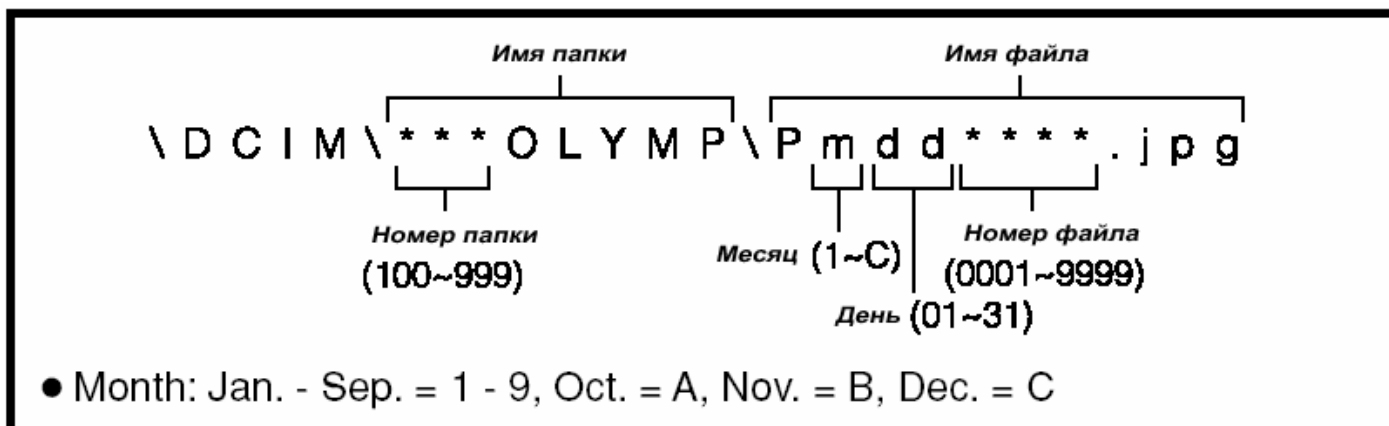 Имя папки Имя файла
\DCIM\***OLYMP\Pmdd****.jpg
Номер папки Месяц (1~C) Номер файла
(100~999) (0001~9999)
День (01~31)
● Month: Jan. - Sep. = 1 - 9, Oct. = A, Nov. = B, Dec. = C